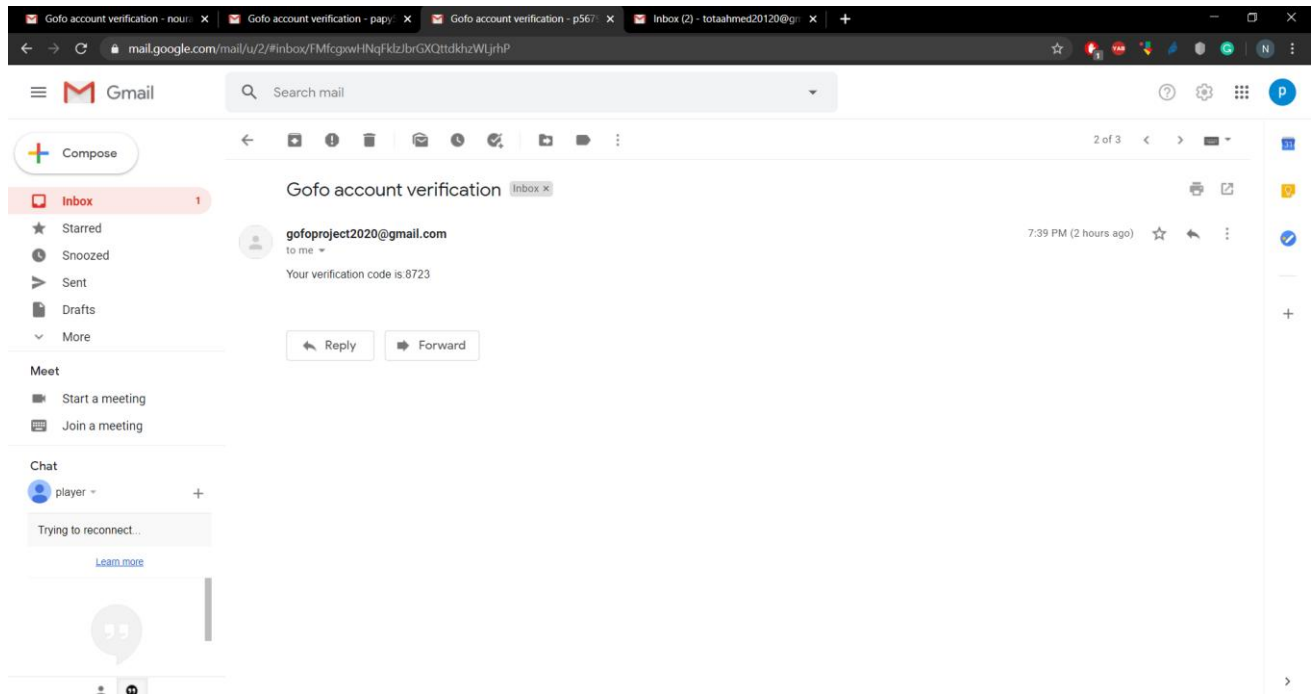 Gofo account verification - noura
Gofo account verification - papy
Gofo account verification - p567
Inbox (2) - totaahmed20120@gm
mail.google.com/mail/u/2/#inbox/FMfcgxwHNqFklzJbrGXQttdkhzWLjrhP
1
YAB
G
N
Gmail
Search mail
p
Compose
2 of 3
31
Gofo account verification
Inbox x
Inbox 1
Starred
gofoproject2020@gmail.com
7:39 PM (2 hours ago)
to me
Snoozed
Your verification code is:8723
Sent
Drafts
More
Reply
Forward
Meet
Start a meeting
Join a meeting
Chat
player
Trying to reconnect...
Learn more